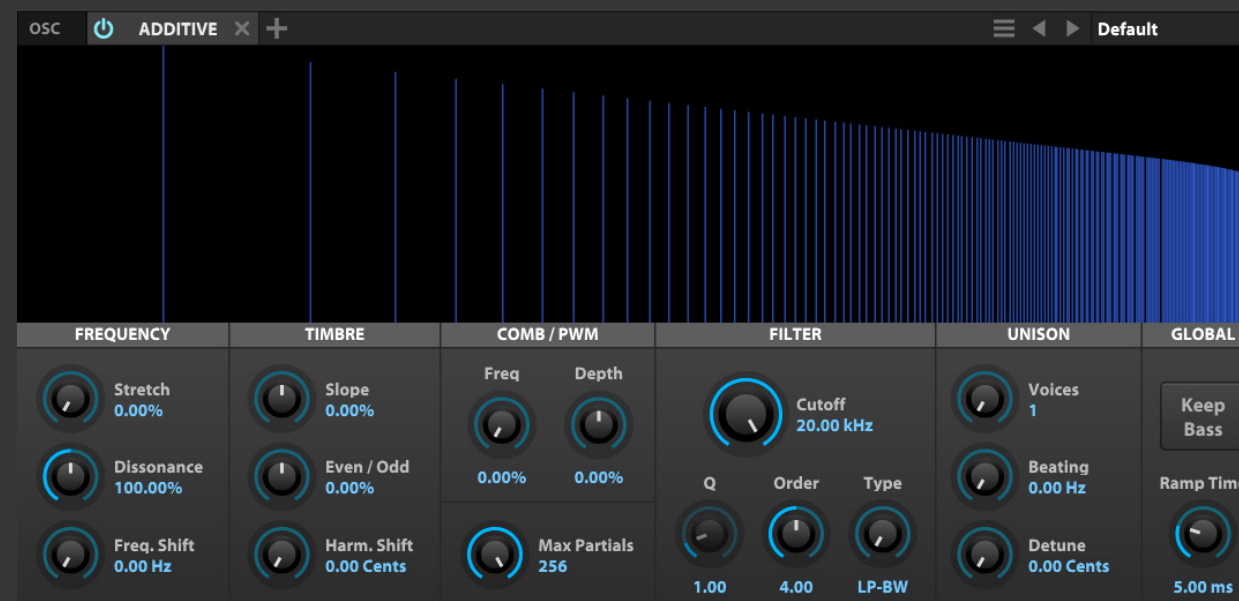 OSC ADDITIVE Default
FREQUENCY TIMBRE COMB / PWM FILTER UNISON GLOBAL
Stretch
0.00%
Dissonance
100.00%
Freq. Shift
0.00 Hz
Slope
0.00%
Even / Odd
0.00%
Harm. Shift
0.00 Cents
Freq Depth
0.00% 0.00%
Max Partials
256
Cutoff
20.00 kHz
Q Order Type
1.00 4.00 LP-BW
Voices
1
Beating
0.00 Hz
Detune
0.00 Cents
Keep
Bass
Ramp Time
5.00 ms